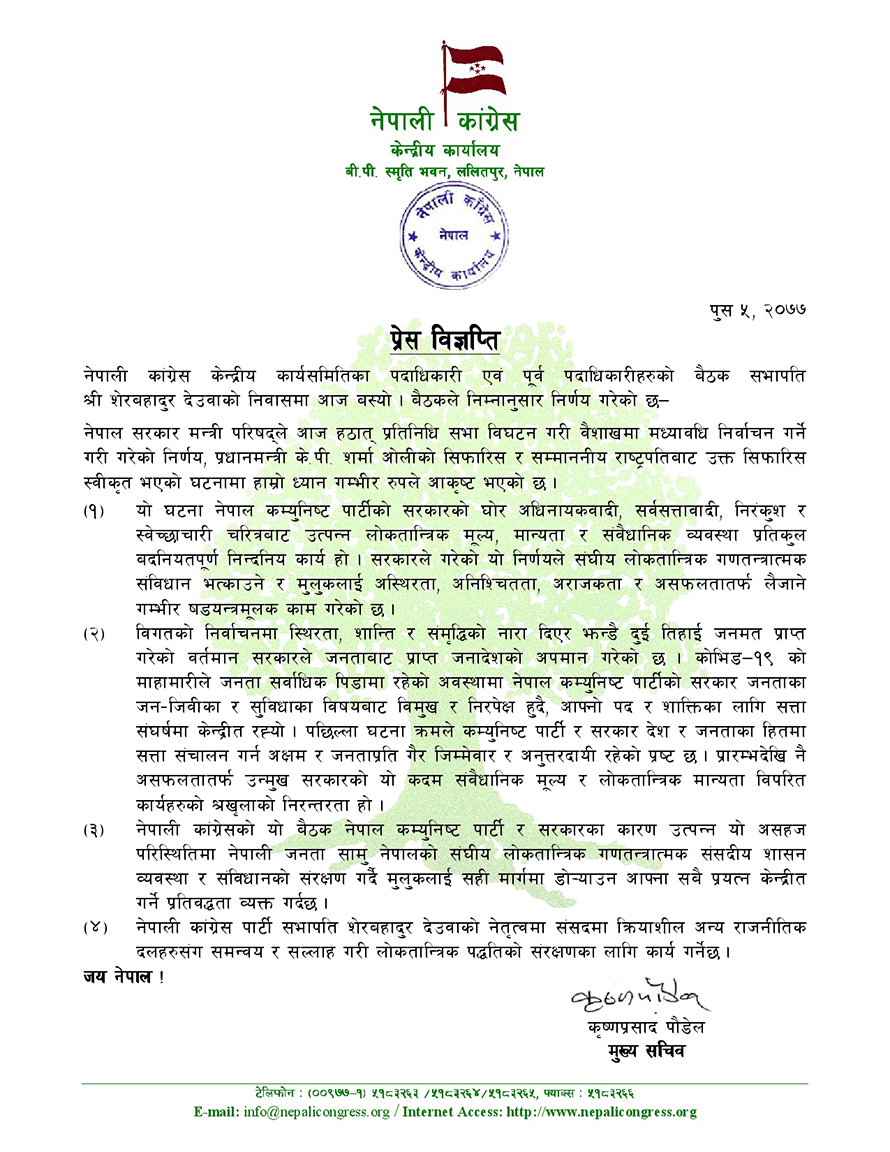 नेपाली कांग्रेस
केन्द्रीय कार्यालय
बी.पी. स्मृति भवन, ललितपुर, नेपाल
नेपाली काँग्रेस
नेपाल
केन्द्रीय कार्यालय
पुस ५, २०७७
प्रेस विज्ञप्ति
नेपाली कांग्रेस केन्द्रीय कार्यसमितिका पदाधिकारी एवं पूर्व पदाधिकारीहरुको बैठक सभापति
श्री शेरबहादुर देउवाको निवासमा आज बस्यो । बैठकले निम्नानुसार निर्णय गरेको छ–
नेपाल सरकार मन्त्री परिषद्ले आज हठात् प्रतिनिधि सभा विघटन गरी वैशाखमा मध्यावधि निर्वाचन गर्ने
गरी गरेको निर्णय, प्रधानमन्त्री के.पी. शर्मा ओलीको सिफारिस र सम्माननीय राष्ट्रपतिबाट उक्त सिफारिस
स्वीकृत भएको घटनामा हाम्रो ध्यान गम्भीर रुपले आकृष्ट भएको छ ।
(१) यो घटना नेपाल कम्युनिष्ट पार्टीको सरकारको घोर अधिनायकवादी, सर्वसत्तावादी, निरंकुश र
स्वेच्छाचारी चरित्रबाट उत्पन्न लोकतान्त्रिक मूल्य, मान्यता र संवैधानिक व्यवस्था प्रतिकुल
बदनियतपूर्ण निन्दनिय कार्य हो । सरकारले गरेको यो निर्णयले संघीय लोकतान्त्रिक गणतन्त्रात्मक
संविधान भत्काउने र मुलुकलाई अस्थिरता, अनिश्चितता, अराजकता र असफलतातर्फ लैजाने
गम्भीर षडयन्त्रमूलक काम गरेको छ ।
(२) विगतको निर्वाचनमा स्थिरता, शान्ति र समृद्धिको नारा दिएर झन्डै दुई तिहाई जनमत प्राप्त
गरेको वर्तमान सरकारले जनताबाट प्राप्त जनादेशको अपमान गरेको छ । कोभिड–१९ को
माहामारीले जनता सर्वाधिक पिडामा रहेको अवस्थामा नेपाल कम्युनिष्ट पार्टीको सरकार जनताका
जन-जिवीका र सुविधाका विषयबाट विमुख र निरपेक्ष हुदै, आफ्नो पद र शाक्तिका लागि सत्ता
संघर्षमा केन्द्रीत रह्यो । पछिल्ला घटना क्रमले कम्युनिष्ट पार्टी र सरकार देश र जनताका हितमा
सत्ता संचालन गर्न अक्षम र जनताप्रति गैर जिम्मेवार र अनुत्तरदायी रहेको प्रष्ट छ । प्रारम्भदेखि नै
असफलतातर्फ उन्मुख सरकारको यो कदम संवैधानिक मूल्य र लोकतान्त्रिक मान्यता विपरित
कार्यहरुको श्रखृलाको निरन्तरता हो ।
(३) नेपाली कांग्रेसको यो बैठक नेपाल कम्युनिष्ट पार्टी र सरकारका कारण उत्पन्न यो असहज
परिस्थितिमा नेपाली जनता सामु नेपालको संघीय लोकतान्त्रिक गणतन्त्रात्मक संसदीय शासन
व्यवस्था र संविधानको संरक्षण गर्दै मुलुकलाई सही मार्गमा डोऱ्याउन आफ्ना सबै प्रयत्न केन्द्रीत
गर्ने प्रतिवद्धता व्यक्त गर्दछ ।
(४) नेपाली कांग्रेस पार्टी सभापति शेरबहादुर देउवाको नेतृत्वमा संसदमा क्रियाशील अन्य राजनीतिक
दलहरुसंग समन्वय र सल्लाह गरी लोकतान्त्रिक पद्धतिको संरक्षणका लागि कार्य गर्नेछ ।
जय नेपाल !
कृष्णप्रसाद पौडेल
मुख्य सचिव
टेलिफोन : (००९७७–१) ५१८३२६३ /५१८३२६४/५१८३२६५, फ्याक्स : ५१८३२६६
E-mail: info@nepalicongress.org / Internet Access: http://www.nepalicongress.org